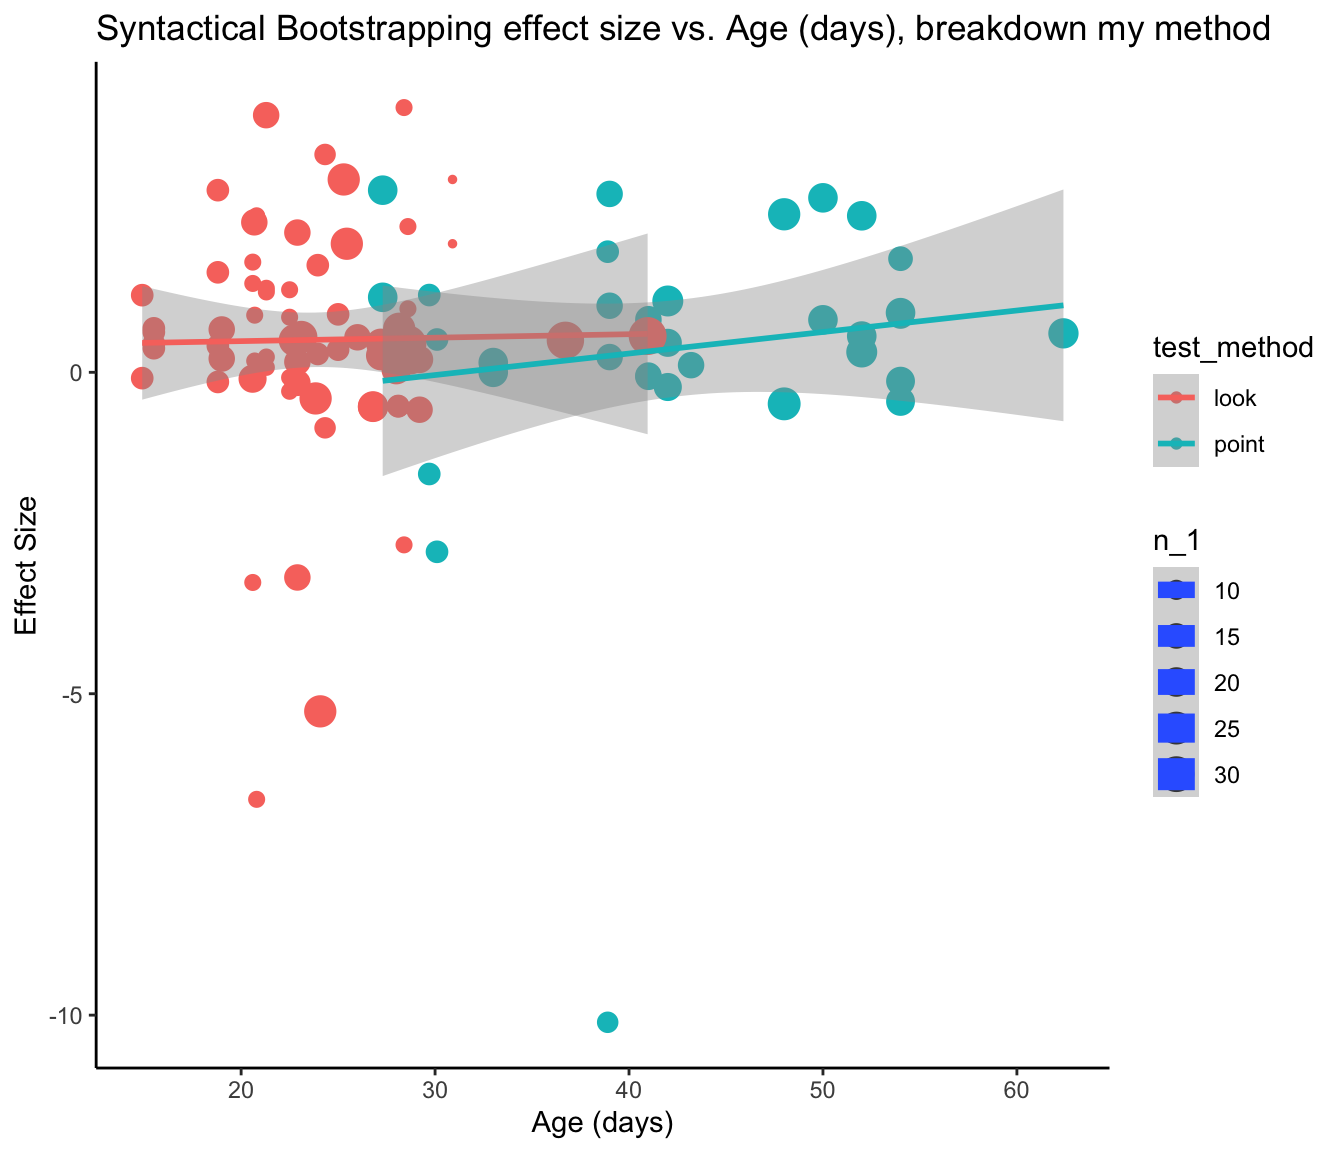 Syntactical Bootstrapping effect size vs. Age (days), breakdown my method
Effect Size
0
-5
-10
20
30
40
50
60
Age (days)
test_method
look
point
n_1
10
15
20
25
30